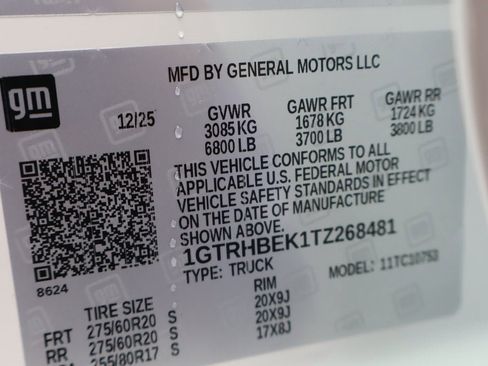 gm
MFD BY GENERAL MOTORS LLC
12/25
GVWR GAWR FRT GAWR RR
3085 KG 1678 KG 1724 KG
6800 LB 3700 LB 3800 LB
THIS VEHICLE CONFORMS TO ALL
APPLICABLE U.S. FEDERAL MOTOR
VEHICLE SAFETY STANDARDS IN EFFECT
ON THE DATE OF MANUFACTURE
SHOWN ABOVE.
1GTRHBEK1TZ268481
TYPE: TRUCK MODEL: 11TC10753
8624
TIRE SIZE RIM
FRT 275/60R20 S 20X9J
RR 275/60R20 S 20X9J
255/80R17 S 17X8J